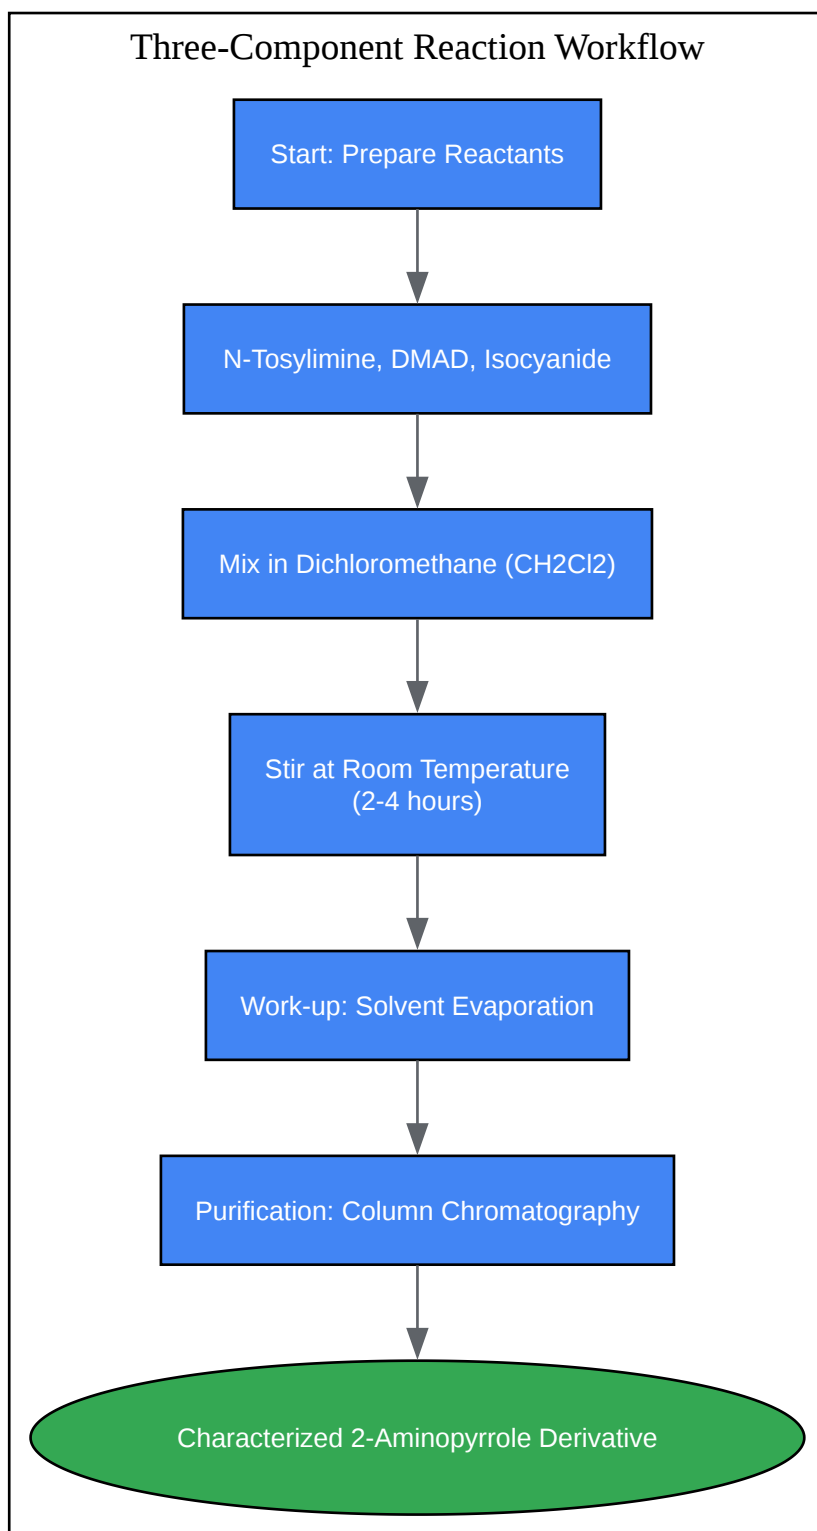 Three-Component Reaction Workflow
Start: Prepare Reactants
N-Tosylimine, DMAD, Isocyanide
Mix in Dichloromethane (CH2Cl2)
Stir at Room Temperature
(2-4 hours)
Work-up: Solvent Evaporation
Purification: Column Chromatography
Characterized 2-Aminopyrrole Derivative